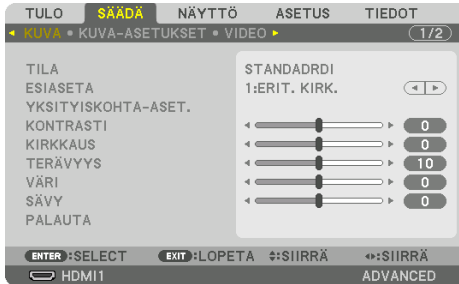 TULO SÄÄDÄ NÄYTTÖ ASETUS TIEDOT
KUVA • KUVA-ASETUKSET • VIDEO 1/2
TILA STANDADRDI
ESIASETA 1:ERIT. KIRK.
YKSITYISKOHTA-ASET.
KONTRASTI 0
KIRKKAUS 0
TERÄVYYS 10
VÄRI 0
SÄVY 0
PALAUTA
ENTER:SELECT EXIT:LOPETA :SIIRRÄ :SIIRRÄ
HDMI1 ADVANCED